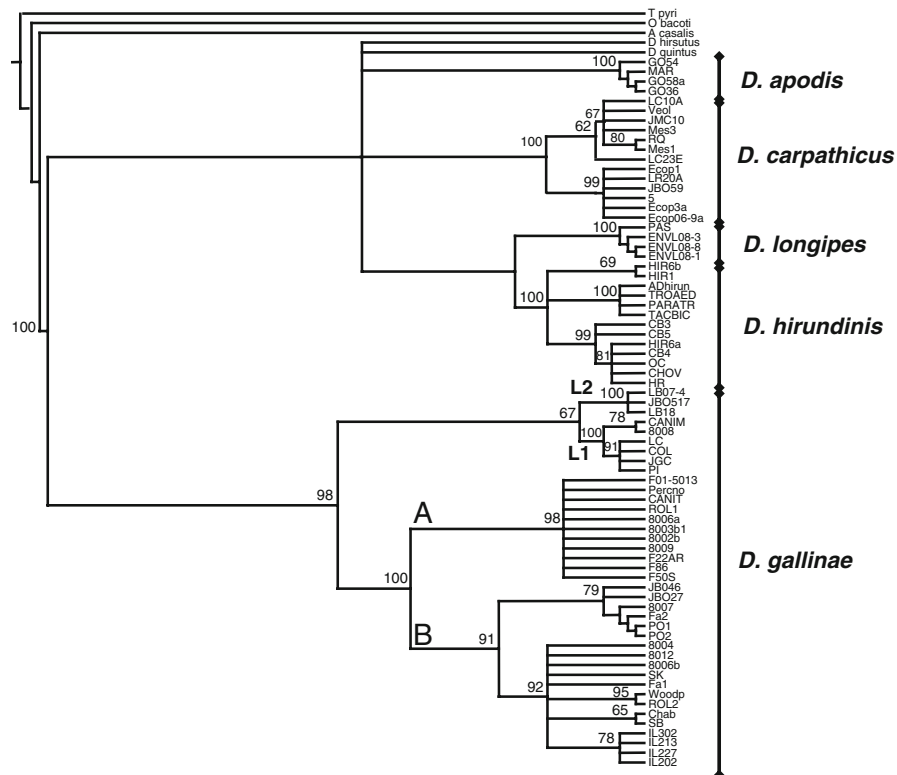 T pyri
O bacoti
A casalis
D hirsutus
D quintus
100
GO54
MAR
GO58a
GO36
D. apodis
LC10A
Veol
67
JMC10
62
Mes3
100
80
RQ
Mes1
LC23E
D. carpathicus
Ecop1
99
LR20A
JBO59
5
Ecop3a
Ecop06-9a
100
PAS
ENVL08-3
ENVL08-8
ENVL08-1
D. longipes
69
HIR6b
HIR1
100
100
ADhirun
TROAED
PARATR
TACBIC
D. hirundinis
100
CB3
99
CB5
HIR6a
81
CB4
OC
CHOV
HR
L2
100
LB07-4
JBO517
LB18
67
78
CANIM
100
8008
L1
91
LC
COL
JGC
PI
98
F01-5013
Percno
CANIT
A
ROL1
98
8006a
8003b1
8002b
8009
F22AR
F86
F50S
D. gallinae
100
79
JB046
JBO27
8007
Fa2
B
91
PO1
PO2
8004
8012
8006b
SK
92
Fa1
95
Woodp
ROL2
65
Chab
SB
78
IL302
IL213
IL227
IL202